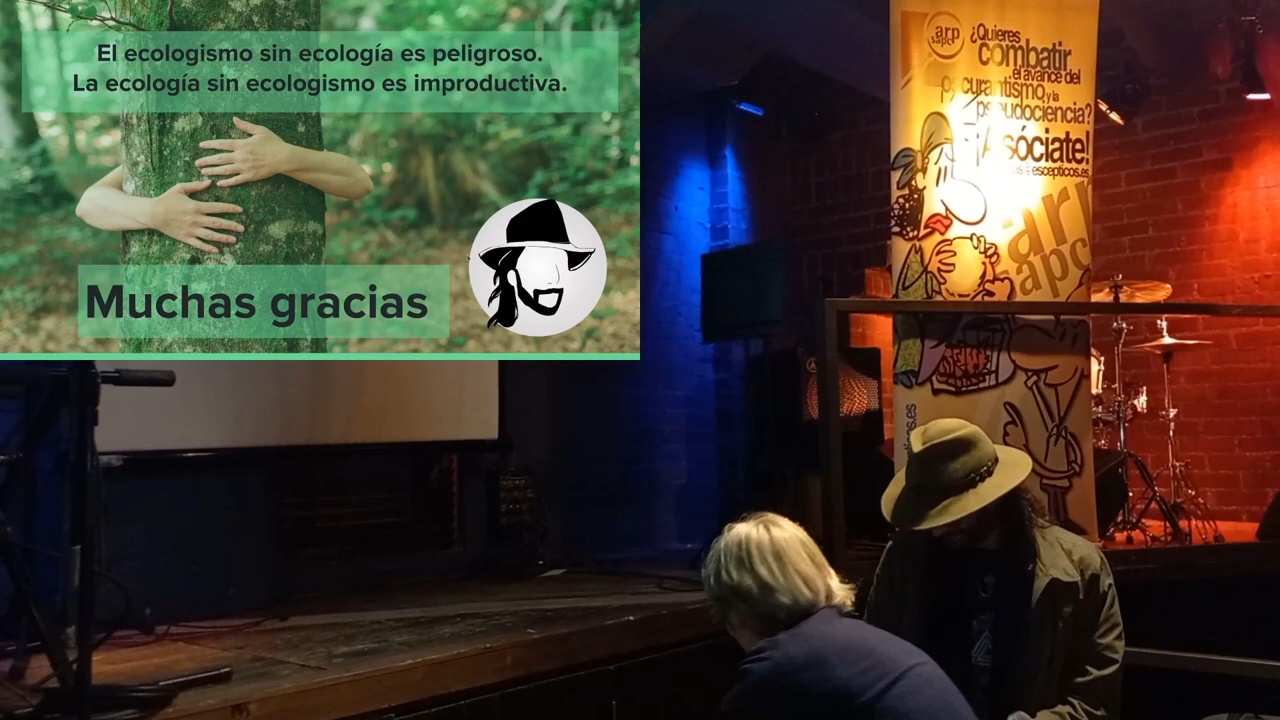 El ecologismo sin ecología es peligroso.
La ecología sin ecologismo es improductiva.
Muchas gracias
arp
sapc
¿Quieres
combatir
el avance del
oscurantismo y la
pseudociencia?
¡Asóciate!
escepticos.es
arp
sapc